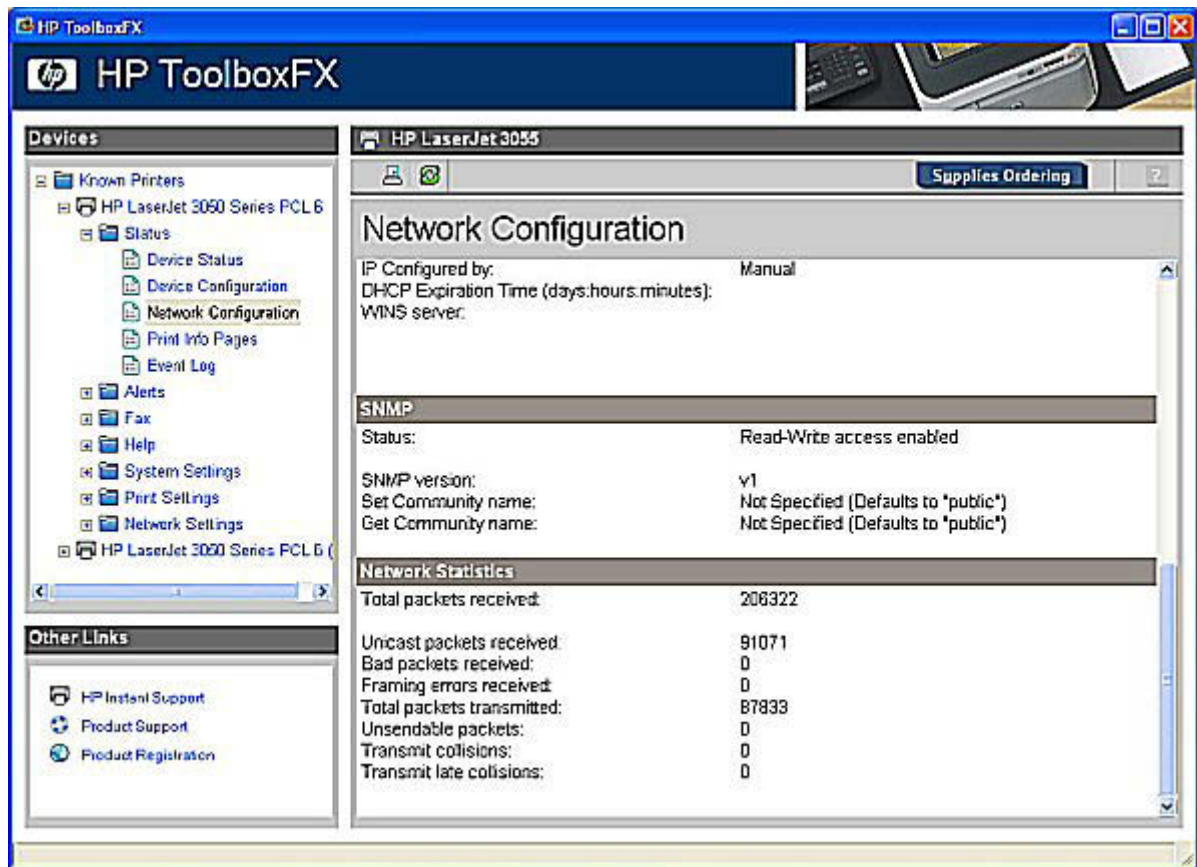 HP ToolboxFX
hp HP ToolboxFX
Devices
Known Printers
HP LaserJet 3050 Series PCL 6
Status
Device Status
Device Configuration
Network Configuration
Print Info Pages
Event Log
Alerts
Fax
Help
System Settings
Print Settings
Network Settings
HP LaserJet 3050 Series PCL 6 (
Other Links
HP Instant Support
Product Support
Product Registration
HP LaserJet 3055
Supplies Ordering ?
Network Configuration
IP Configured by: Manual
DHCP Expiration Time (days:hours:minutes):
WINS server:
SNMP
Status: Read-Write access enabled
SNMP version: v1
Set Community name: Not Specified (Defaults to "public")
Get Community name: Not Specified (Defaults to "public")
Network Statistics
Total packets received: 206322
Unicast packets received: 91071
Bad packets received: 0
Framing errors received: 0
Total packets transmitted: 87833
Unsendable packets: 0
Transmit collisions: 0
Transmit late collisions: 0